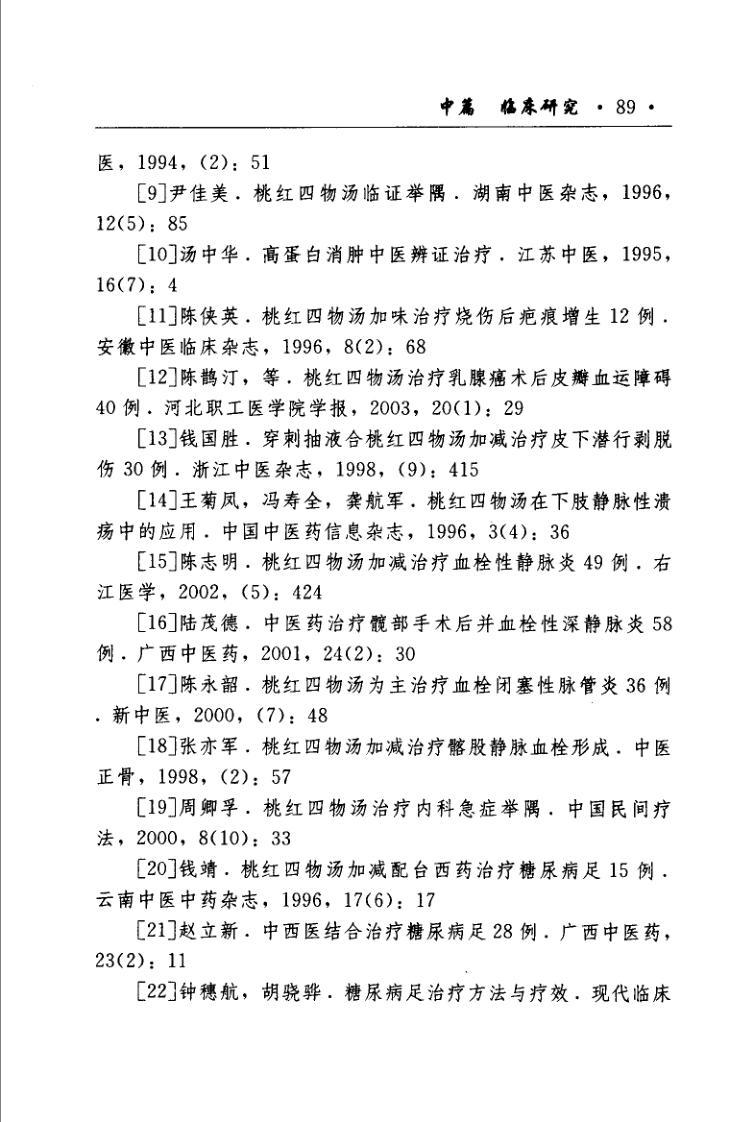 中篇 临床研究 · 89 ·
医，1994，(2)：51
[9]尹佳美．桃红四物汤临证举隅．湖南中医杂志，1996，
12(5)：85
[10]汤中华．高蛋白消肿中医辨证治疗．江苏中医，1995，
16(7)：4
[11]陈侠英．桃红四物汤加味治疗烧伤后疤痕增生 12 例．
安徽中医临床杂志，1996，8(2)：68
[12]陈鹊汀，等．桃红四物汤治疗乳腺癌术后皮瓣血运障碍
40 例．河北职工医学院学报，2003，20(1)：29
[13]钱国胜．穿刺抽液合桃红四物汤加减治疗皮下潜行剥脱
伤 30 例．浙江中医杂志，1998，(9)：415
[14]王菊凤，冯寿全，龚航军．桃红四物汤在下肢静脉性溃
疡中的应用．中国中医药信息杂志，1996，3(4)：36
[15]陈志明．桃红四物汤加减治疗血栓性静脉炎 49 例．右
江医学，2002，(5)：424
[16]陆茂德．中医药治疗髋部手术后并血栓性深静脉炎 58
例．广西中医药，2001，24(2)：30
[17]陈永韶．桃红四物汤为主治疗血栓闭塞性脉管炎 36 例
．新中医，2000，(7)：48
[18]张亦军．桃红四物汤加减治疗髂股静脉血栓形成．中医
正骨，1998，(2)：57
[19]周卿孚．桃红四物汤治疗内科急症举隅．中国民间疗
法，2000，8(10)：33
[20]钱靖．桃红四物汤加减配台西药治疗糖尿病足 15 例．
云南中医中药杂志，1996，17(6)：17
[21]赵立新．中西医结合治疗糖尿病足 28 例．广西中医药，
23(2)：11
[22]钟穗航，胡骁骅．糖尿病足治疗方法与疗效．现代临床